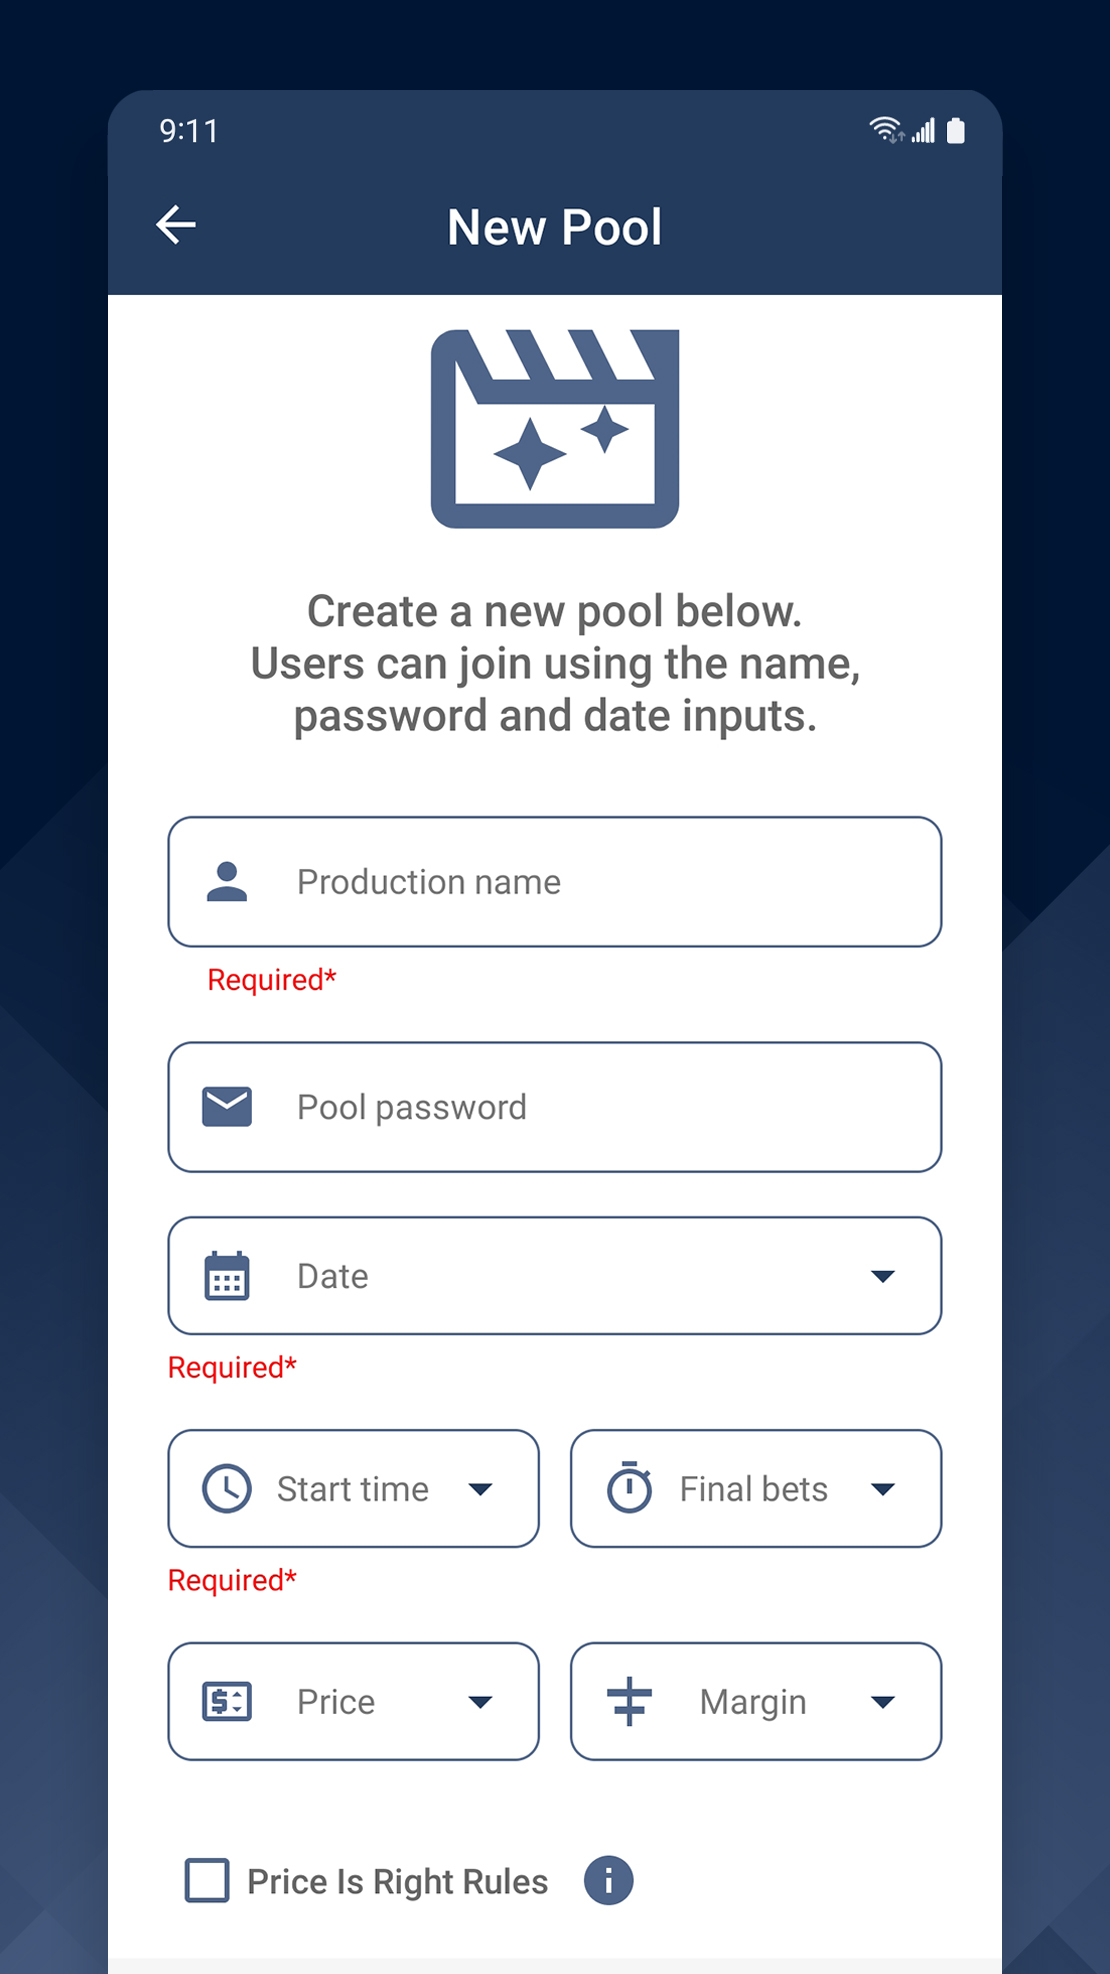 9:11
New Pool
Create a new pool below.
Users can join using the name,
password and date inputs.
Production name
Required*
Pool password
Date
Required*
Start time
Final bets
Required*
Price
Margin
Price Is Right Rules